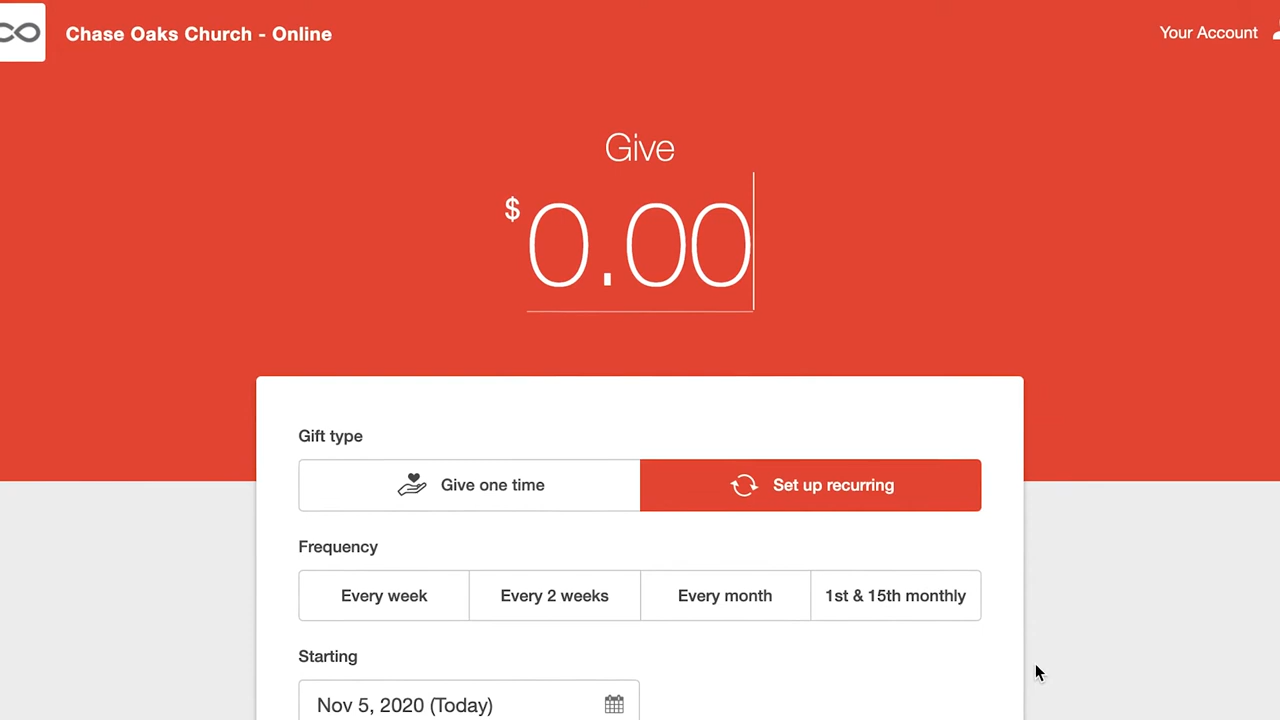 Chase Oaks Church - Online
Your Account
Give
$0.00
Gift type
Give one time
Set up recurring
Frequency
Every week
Every 2 weeks
Every month
1st & 15th monthly
Starting
Nov 5, 2020 (Today)